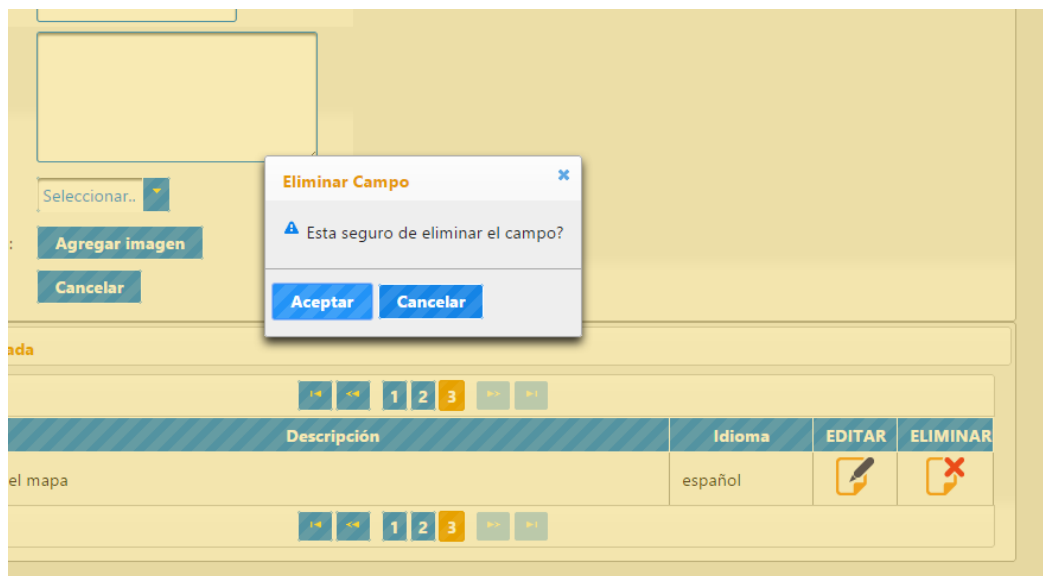 Seleccionar..
Eliminar Campo
Esta seguro de eliminar el campo?
: Agregar imagen
Cancelar
Aceptar Cancelar
ada
1 2 3
Descripción Idioma EDITAR ELIMINAR
el mapa español
1 2 3